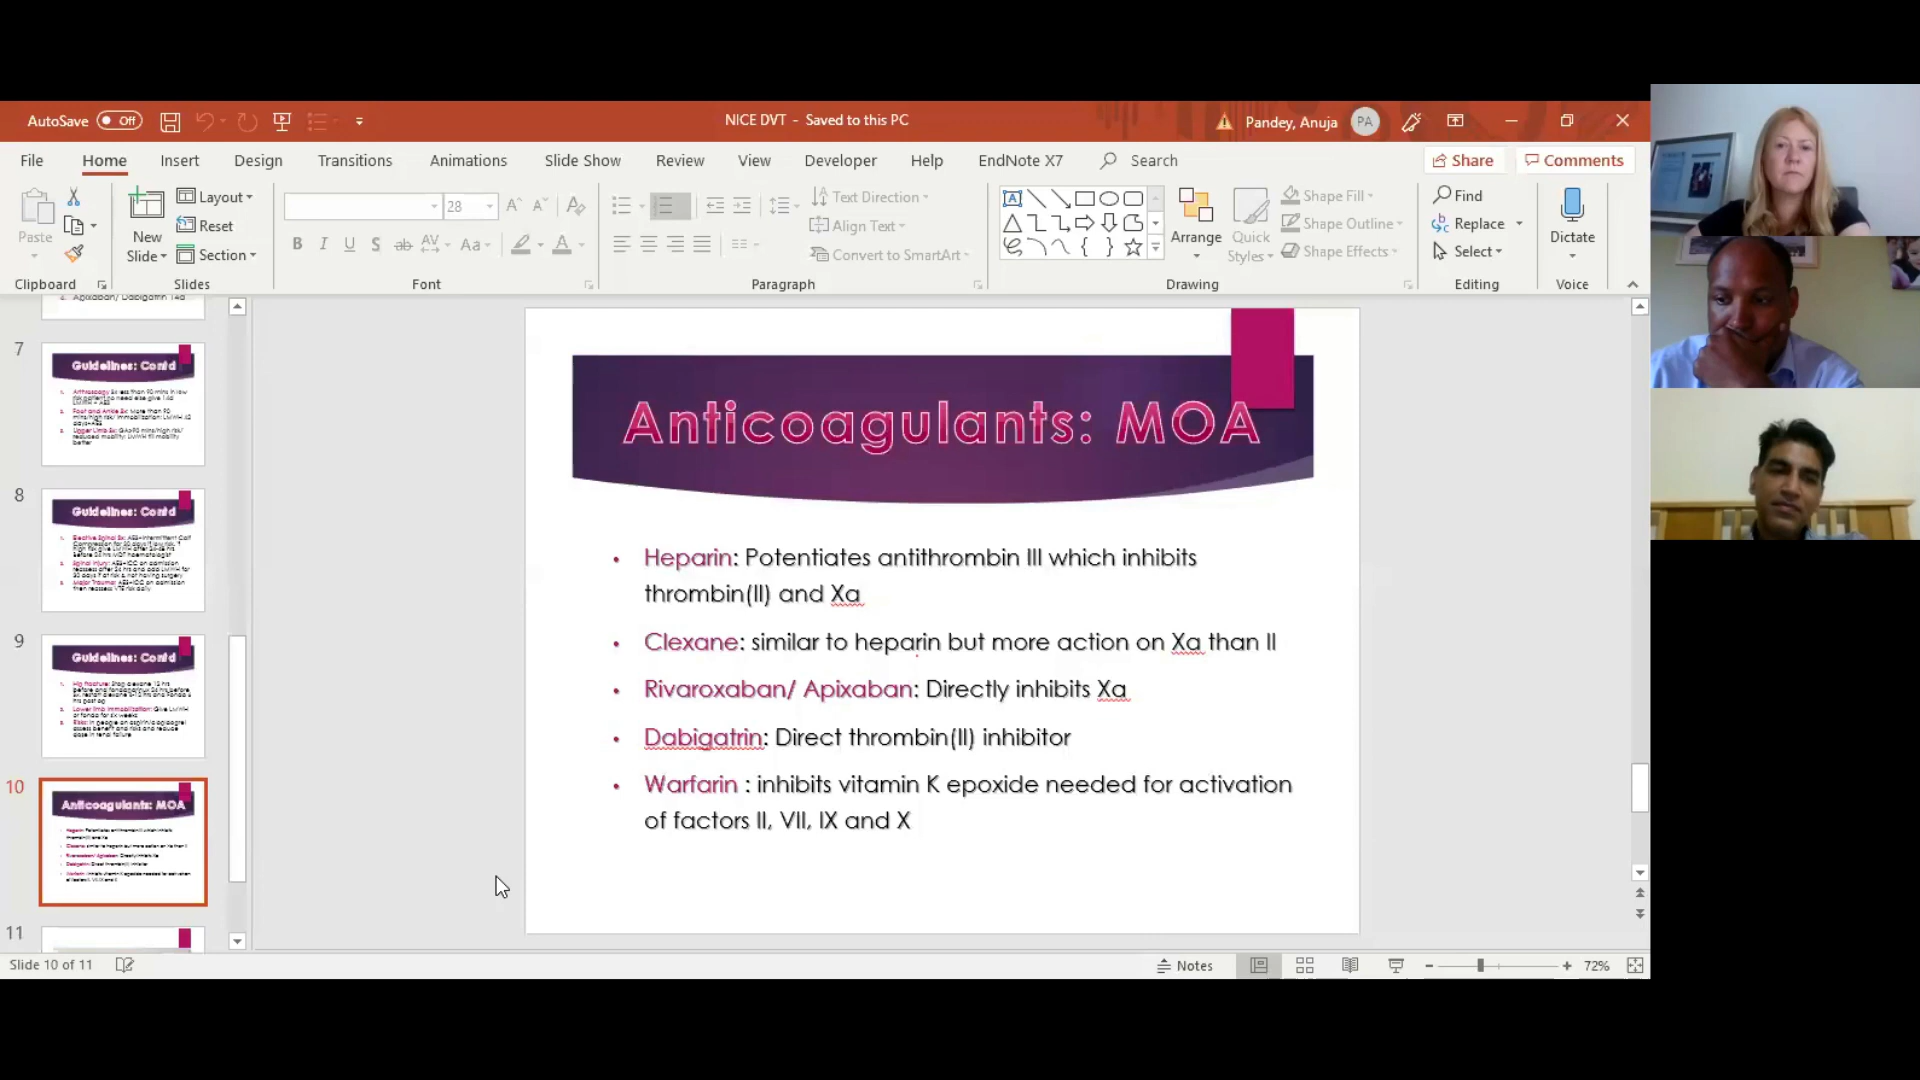 AutoSave Off
NICE DVT - Saved to this PC
Pandey, Anuja PA
File Home Insert Design Transitions Animations Slide Show Review View Developer Help EndNote X7 Search
Share Comments
Paste
New
Slide
Layout
Reset
Section
28
B I U S ab AV Aa A
Text Direction
Align Text
Convert to SmartArt
Arrange
Quick
Styles
Shape Fill
Shape Outline
Shape Effects
Find
Replace
Select
Dictate
Clipboard Slides Font Paragraph Drawing Editing Voice
Apixaban/ Dabigatrin 14d
7
Guidelines: Contd
8
Guidelines: Contd
9
Guidelines: Contd
10
Anticoagulants: MOA
11
Anticoagulants: MOA
• Heparin: Potentiates antithrombin III which inhibits
thrombin(II) and Xa
• Clexane: similar to heparin but more action on Xa than II
• Rivaroxaban/ Apixaban: Directly inhibits Xa
• Dabigatrin: Direct thrombin(II) inhibitor
• Warfarin : inhibits vitamin K epoxide needed for activation
of factors II, VII, IX and X
Slide 10 of 11
Notes
72%